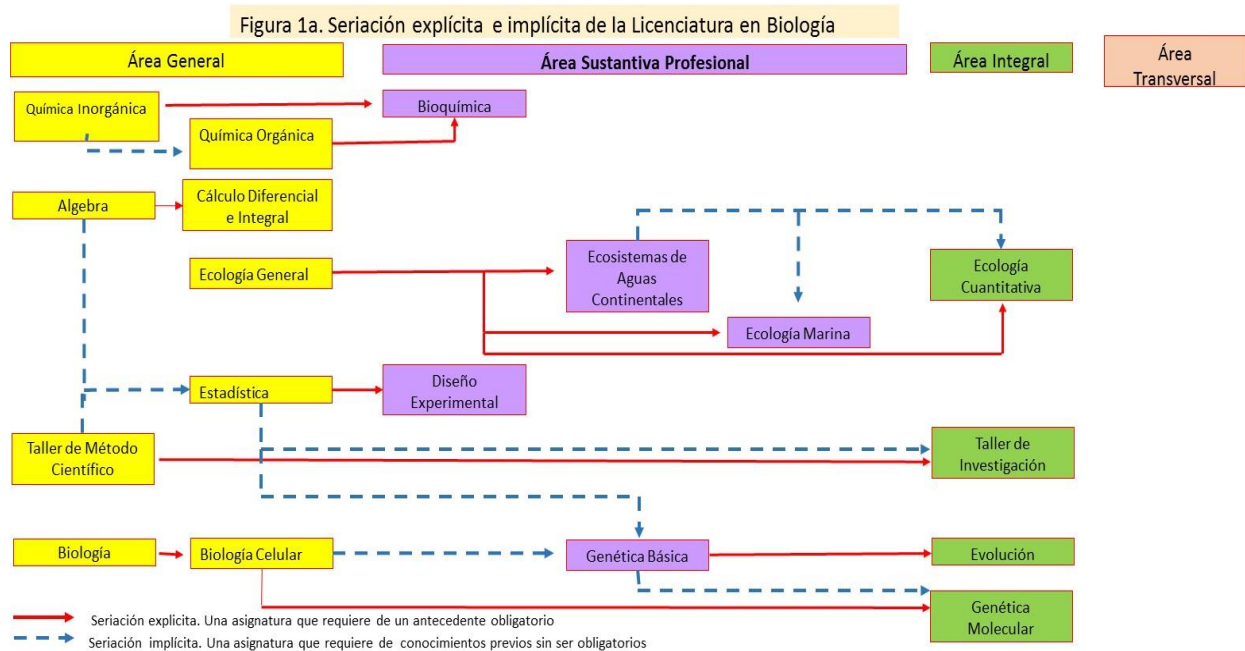 Figura 1a. Seriación explícita e implícita de la Licenciatura en Biología
Área General
Área Sustantiva Profesional
Área Integral
Área
Transversal
Química Inorgánica
Bioquímica
Química Orgánica
Algebra
Cálculo Diferencial
e Integral
Ecología General
Ecosistemas de
Aguas
Continentales
Ecología
Cuantitativa
Ecología Marina
Estadística
Diseño
Experimental
Taller de Método
Científico
Taller de
Investigación
Biología
Biología Celular
Genética Básica
Evolución
Genética
Molecular
Seriación explicita. Una asignatura que requiere de un antecedente obligatorio
Seriación implícita. Una asignatura que requiere de conocimientos previos sin ser obligatorios